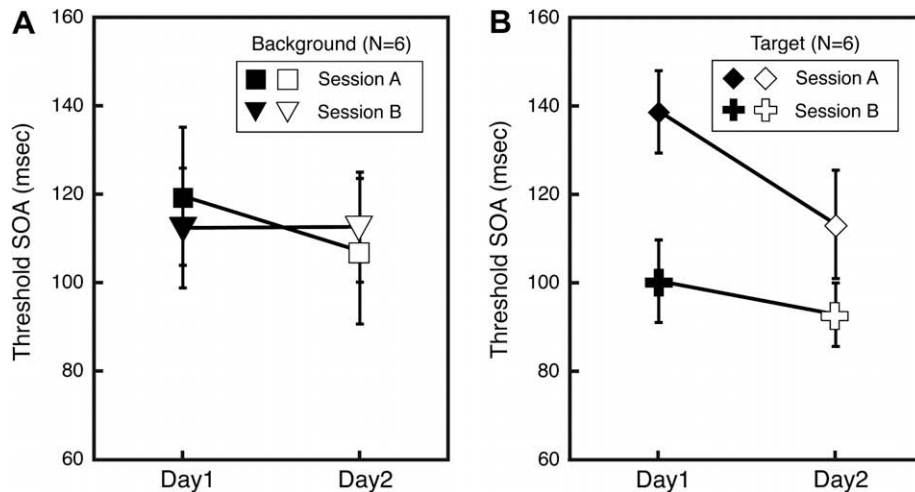 A
Background (N=6)
Session A
Session B
Threshold SOA (msec)
160
140
120
100
80
60
Day1
Day2
B
Target (N=6)
Session A
Session B
Threshold SOA (msec)
160
140
120
100
80
60
Day1
Day2